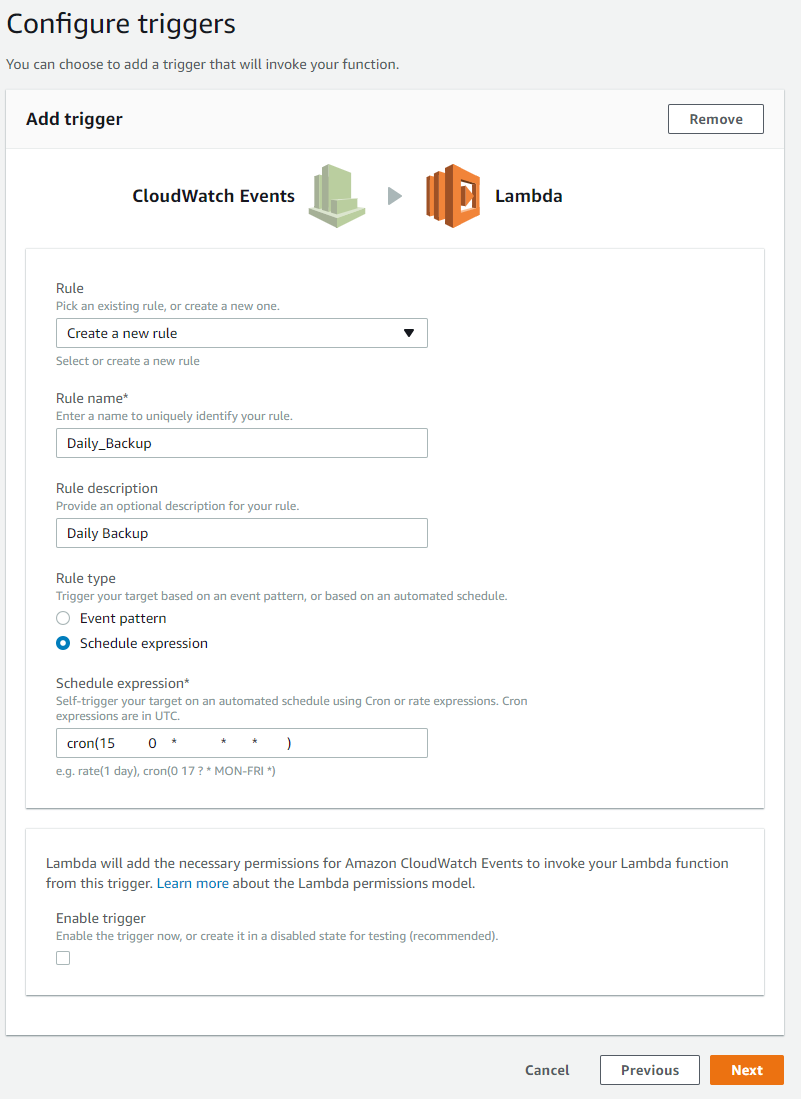 Configure triggers
You can choose to add a trigger that will invoke your function.
Add trigger
Remove
CloudWatch Events
Lambda
Rule
Pick an existing rule, or create a new one.
Create a new rule
Select or create a new rule
Rule name*
Enter a name to uniquely identify your rule.
Daily_Backup
Rule description
Provide an optional description for your rule.
Daily Backup
Rule type
Trigger your target based on an event pattern, or based on an automated schedule.
Event pattern
Schedule expression
Schedule expression*
Self-trigger your target on an automated schedule using Cron or rate expressions. Cron
expressions are in UTC.
cron(15 0 * * * )
e.g. rate(1 day), cron(0 17 ? * MON-FRI *)
Lambda will add the necessary permissions for Amazon CloudWatch Events to invoke your Lambda function
from this trigger. Learn more about the Lambda permissions model.
Enable trigger
Enable the trigger now, or create it in a disabled state for testing (recommended).
Cancel
Previous
Next